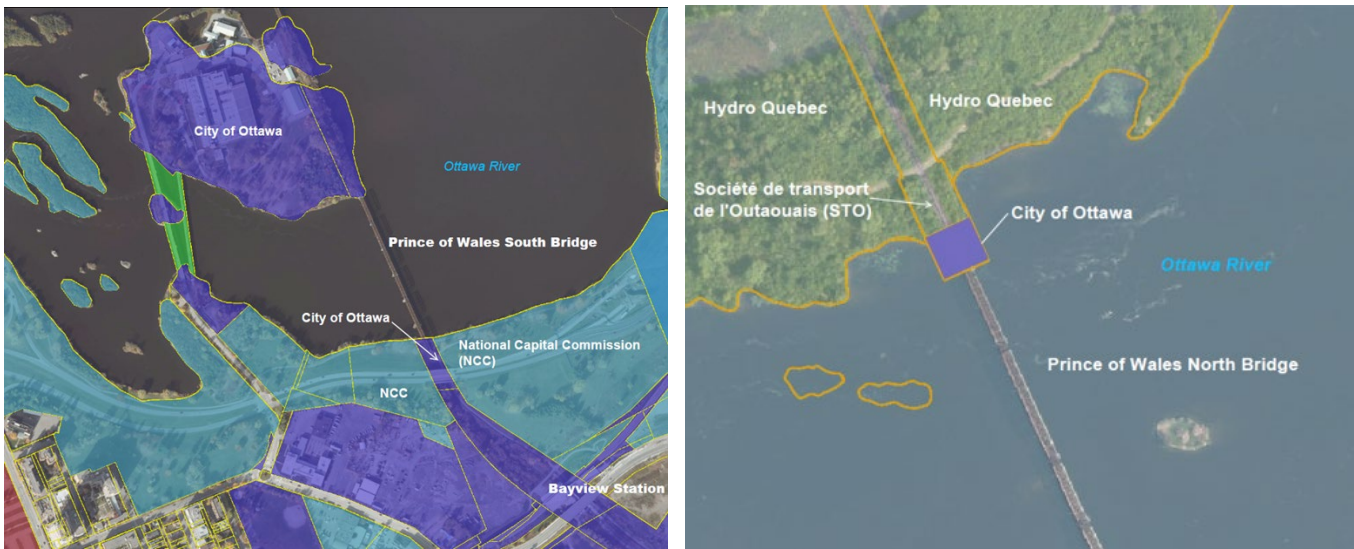 City of Ottawa
Ottawa River
Prince of Wales South Bridge
City of Ottawa
National Capital Commission
(NCC)
NCC
Bayview Station
Hydro Quebec
Hydro Quebec
Société de transport
de l'Outaouais (STO)
City of Ottawa
Ottawa River
Prince of Wales North Bridge